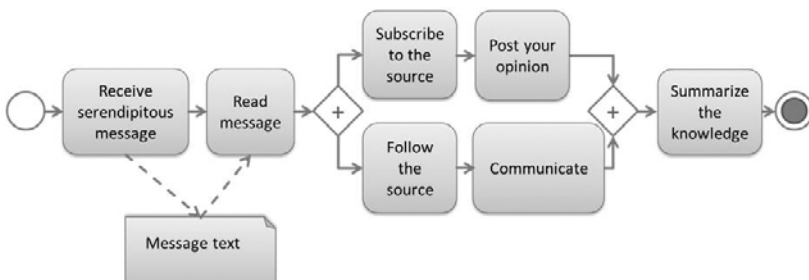 Receive
serendipitous
message
Read
message
+
Subscribe
to the
source
Post your
opinion
Follow
the
source
Communicate
+
Summarize
the
knowledge
Message text